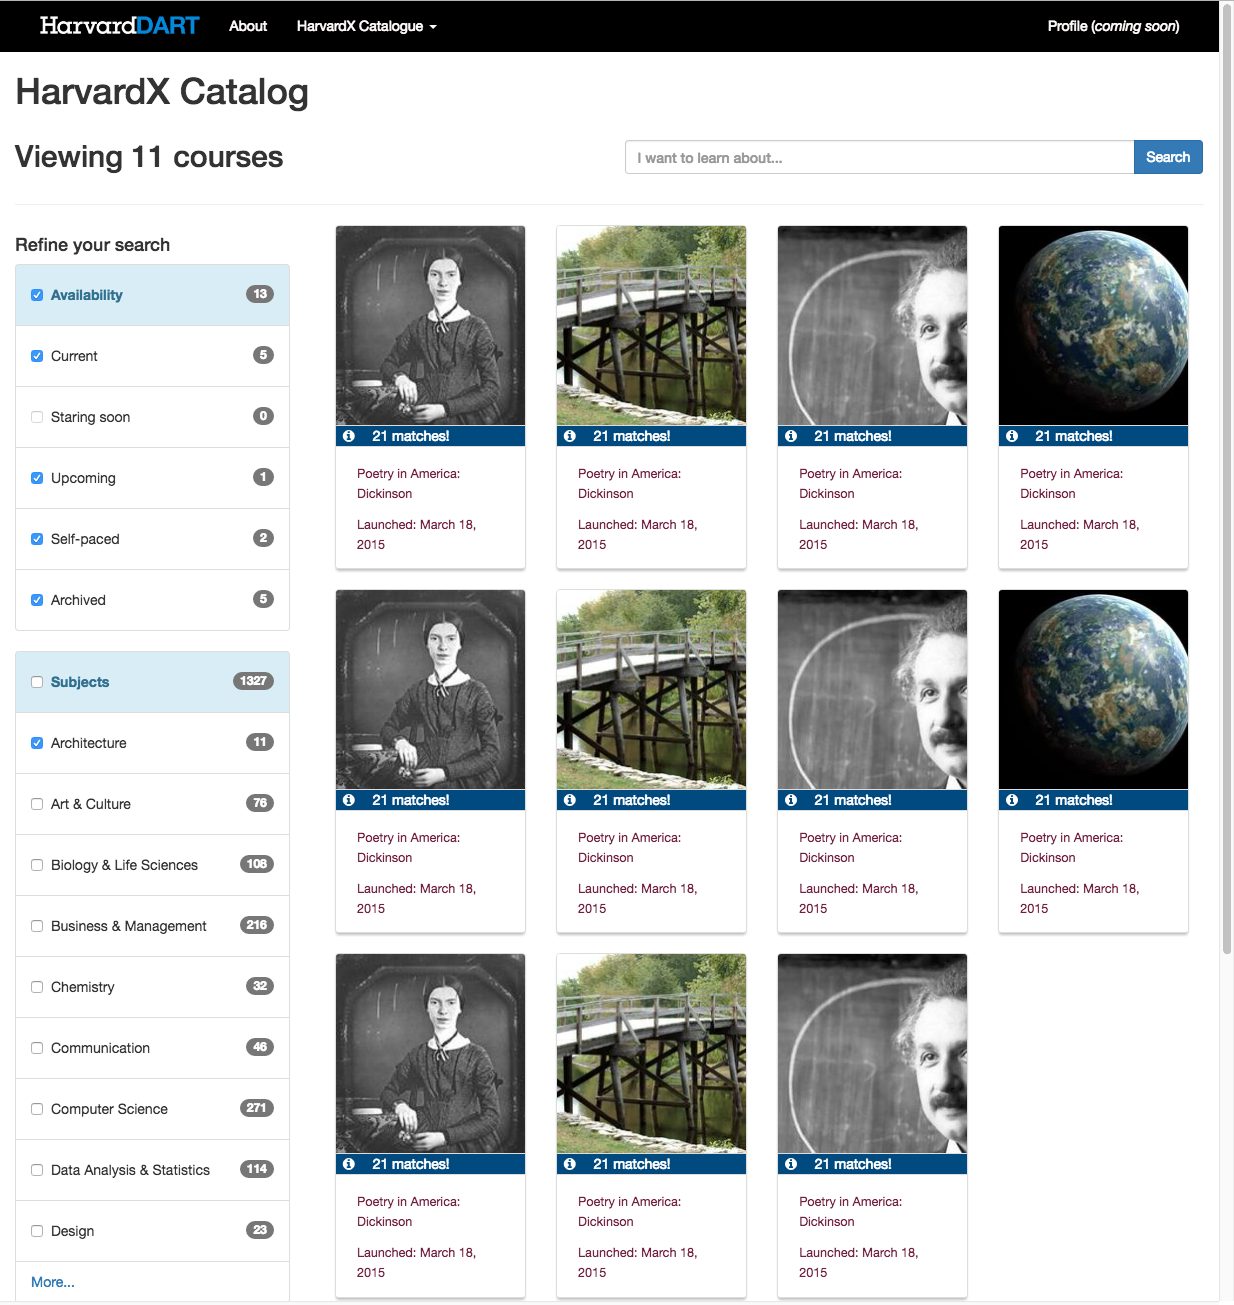 HarvardDART About HarvardX Catalogue Profile (coming soon)
HarvardX Catalog
Viewing 11 courses
I want to learn about... Search
Refine your search
Availability 13
Current 5
Staring soon 0
Upcoming 1
Self-paced 2
Archived 5
Subjects 1327
Architecture 11
Art & Culture 76
Biology & Life Sciences 108
Business & Management 216
Chemistry 32
Communication 46
Computer Science 271
Data Analysis & Statistics 114
Design 23
More...
21 matches!
Poetry in America:
Dickinson
Launched: March 18,
2015
21 matches!
Poetry in America:
Dickinson
Launched: March 18,
2015
21 matches!
Poetry in America:
Dickinson
Launched: March 18,
2015
21 matches!
Poetry in America:
Dickinson
Launched: March 18,
2015
21 matches!
Poetry in America:
Dickinson
Launched: March 18,
2015
21 matches!
Poetry in America:
Dickinson
Launched: March 18,
2015
21 matches!
Poetry in America:
Dickinson
Launched: March 18,
2015
21 matches!
Poetry in America:
Dickinson
Launched: March 18,
2015
21 matches!
Poetry in America:
Dickinson
Launched: March 18,
2015
21 matches!
Poetry in America:
Dickinson
Launched: March 18,
2015
21 matches!
Poetry in America:
Dickinson
Launched: March 18,
2015